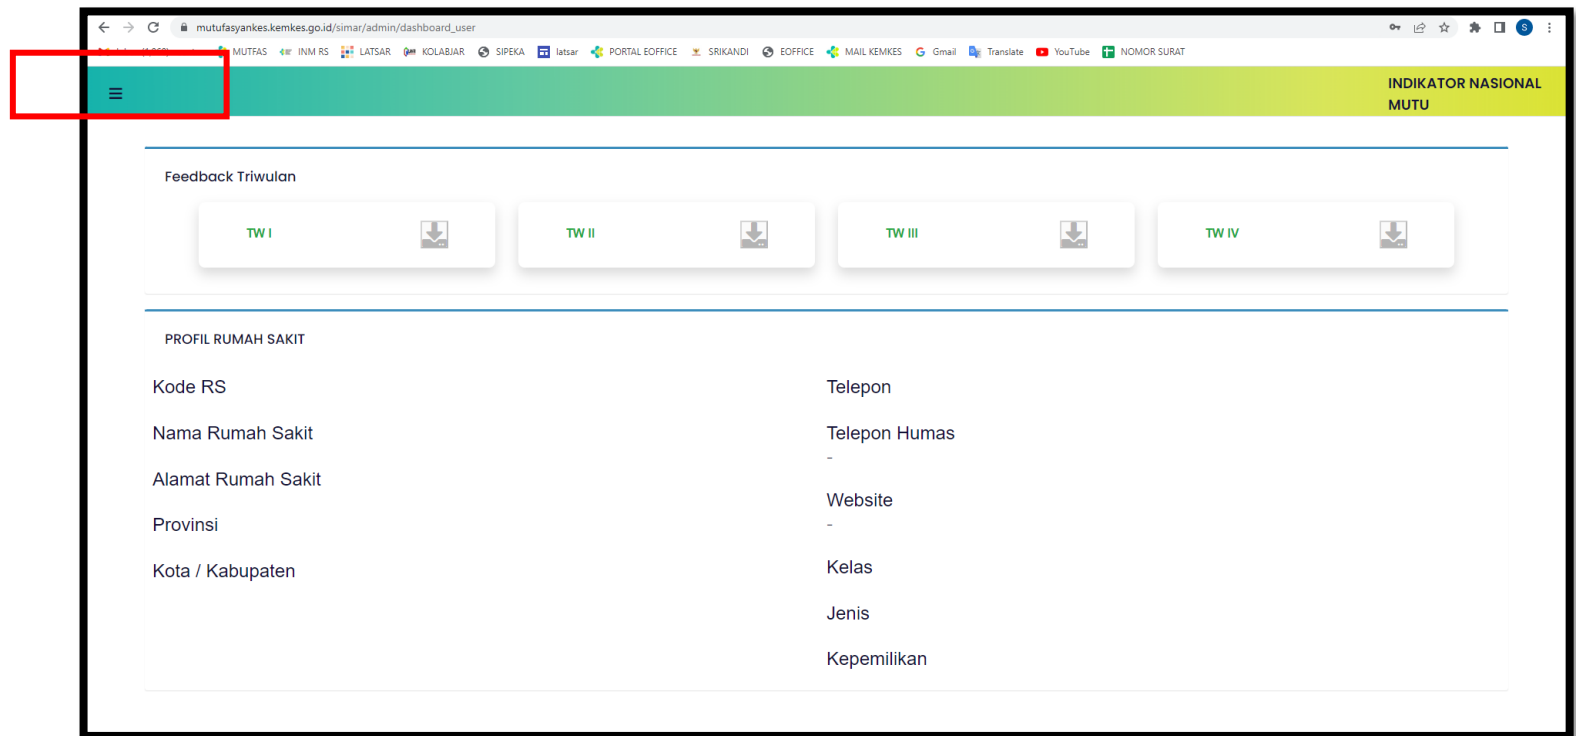 mutufasyankes.kemkes.go.id/simar/admin/dashboard_user
S
MUTFAS INM RS LATSAR KOLABJAR SIPEKA latsar PORTAL EOFFICE SRIKANDI EOFFICE MAIL KEMKES Gmail Translate YouTube NOMOR SURAT
INDIKATOR NASIONAL
MUTU
Feedback Triwulan
TW I TW II TW III TW IV
PROFIL RUMAH SAKIT
Kode RS
Nama Rumah Sakit
Alamat Rumah Sakit
Provinsi
Kota / Kabupaten
Telepon
Telepon Humas
-
Website
-
Kelas
Jenis
Kepemilikan